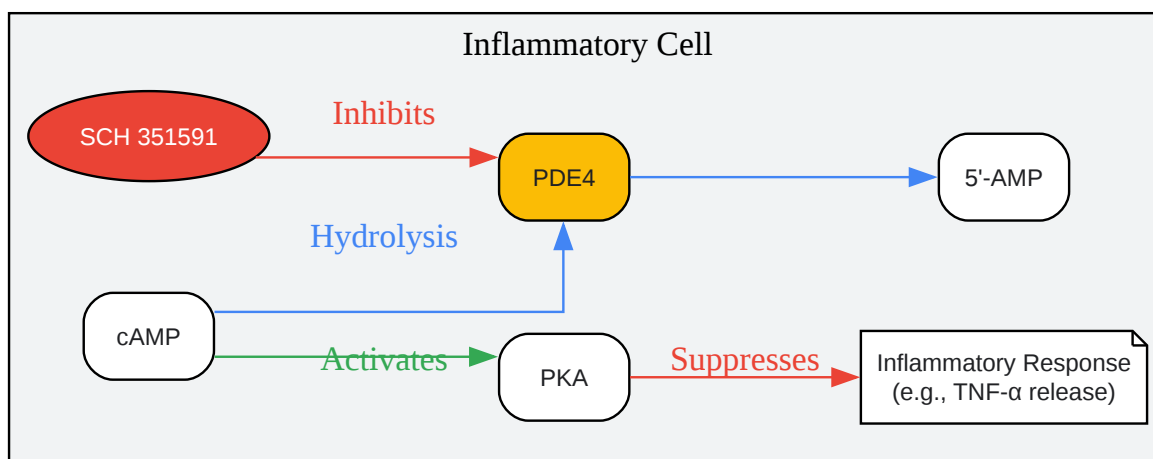 Inflammatory Cell
SCH 351591
Inhibits
PDE4
5'-AMP
Hydrolysis
cAMP
Activates
PKA
Suppresses
Inflammatory Response
(e.g., TNF-α release)